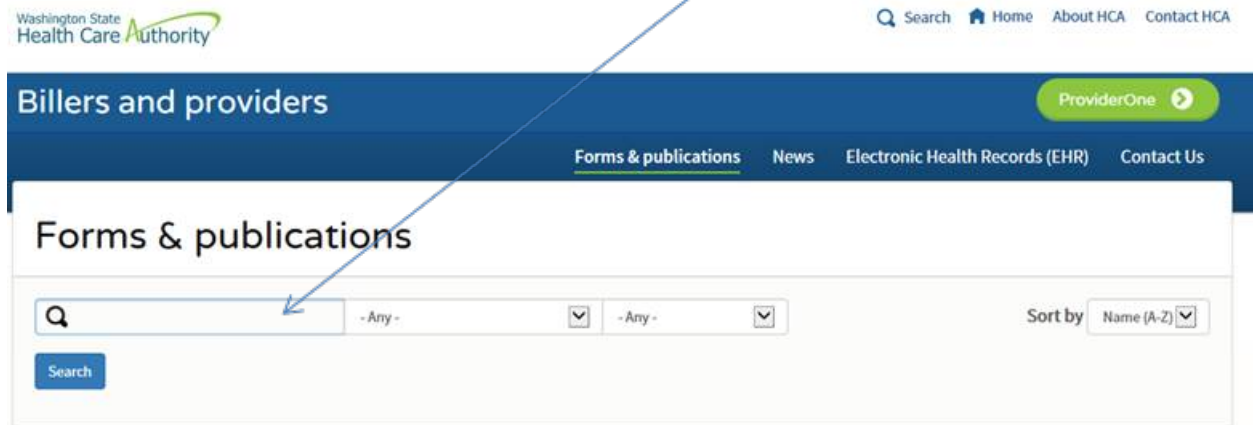 Washington State
Health Care Authority
Search Home About HCA Contact HCA
Billers and providers
ProviderOne
Forms & publications News Electronic Health Records (EHR) Contact Us
Forms & publications
- Any - - Any - Sort by Name (A-Z)
Search